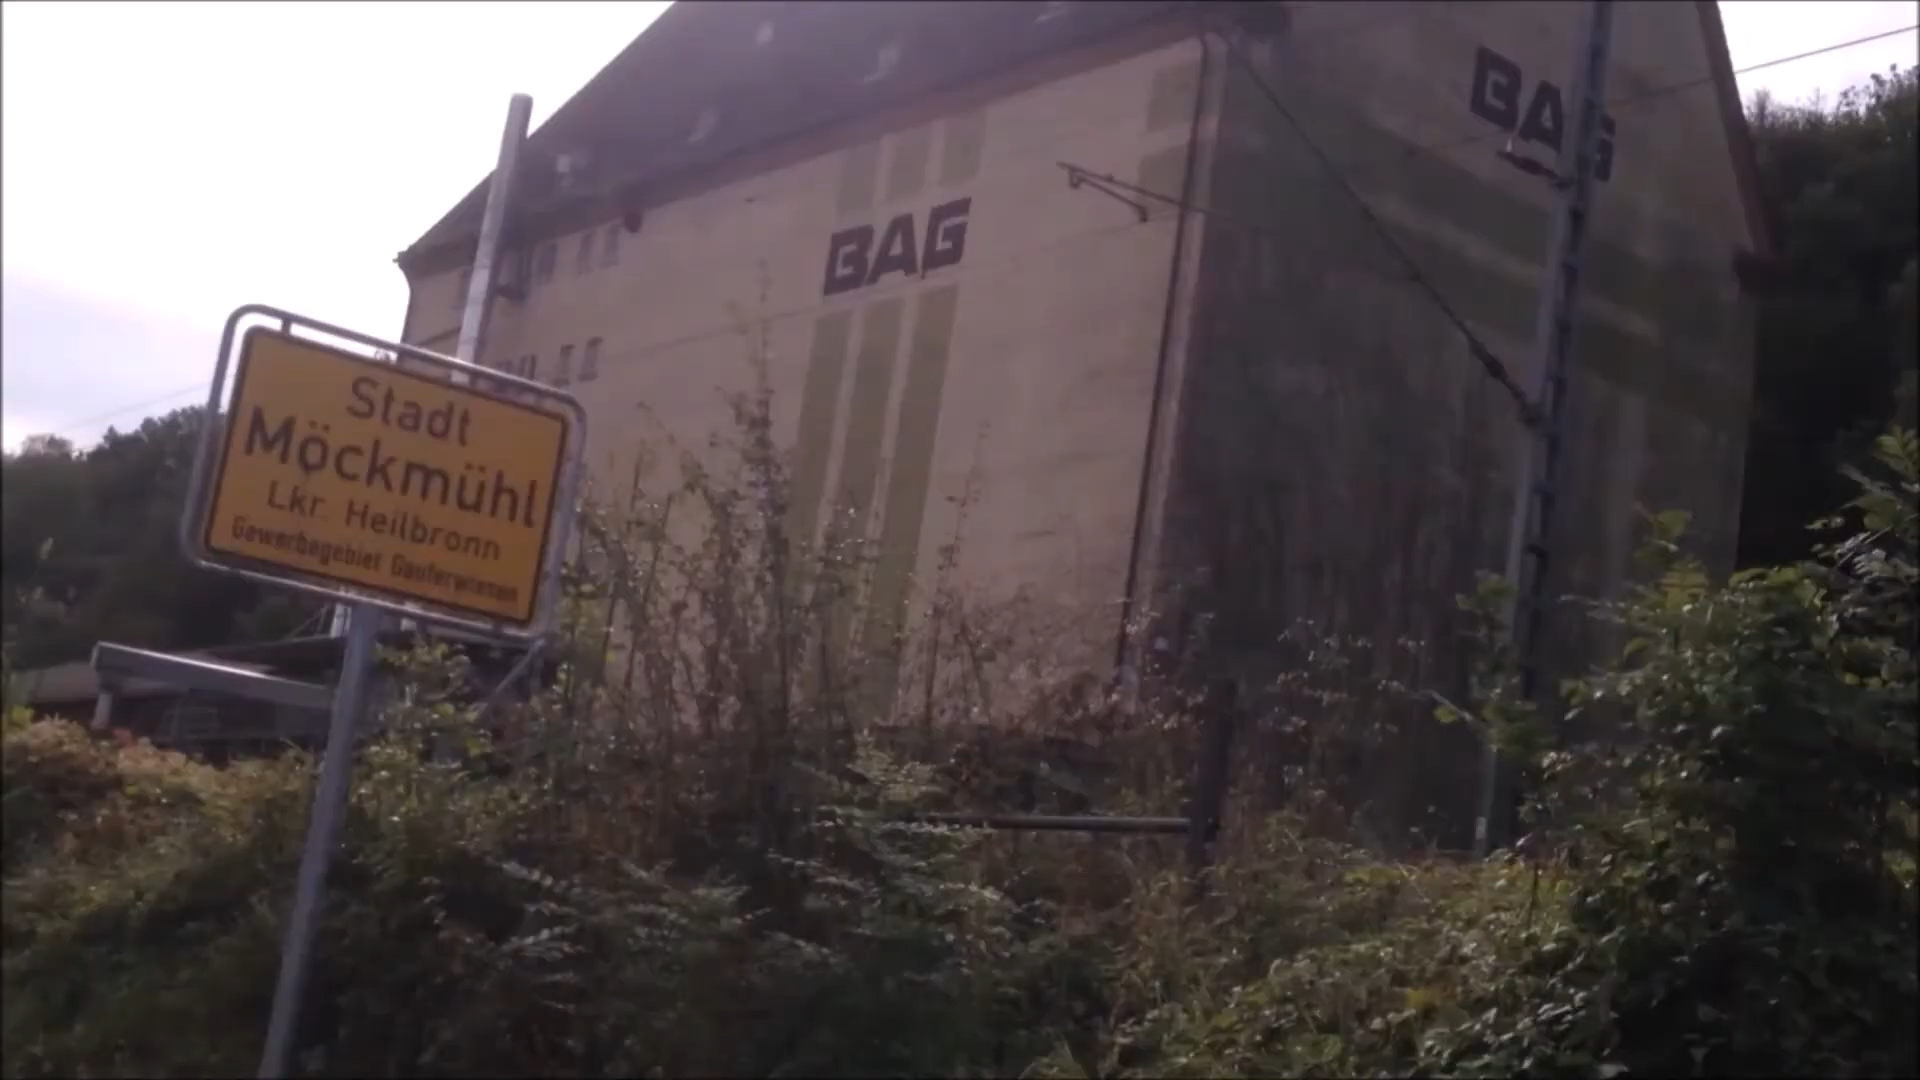 Stadt
Möckmühl
Lkr. Heilbronn
Gewerbegebiet
BAG
BAG